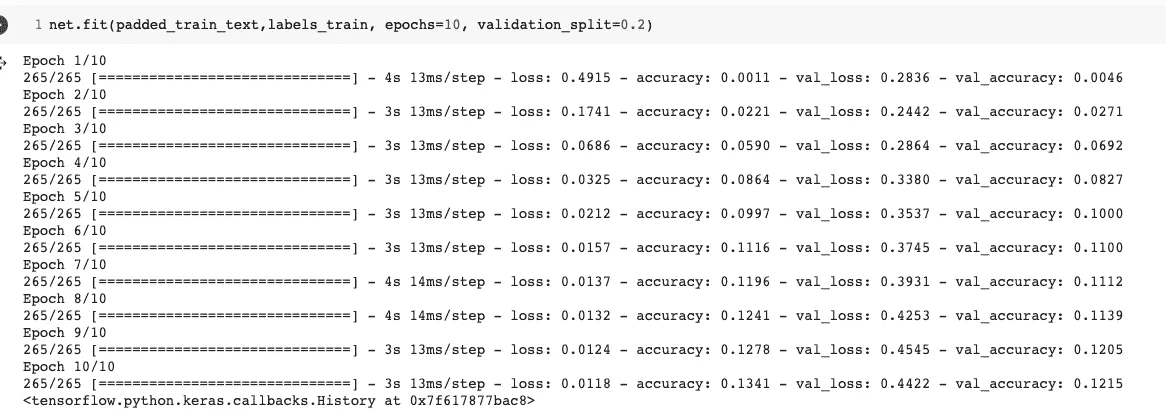 1 net.fit(padded_train_text,labels_train, epochs=10, validation_split=0.2)
Epoch 1/10
265/265 [==============================] - 4s 13ms/step - loss: 0.4915 - accuracy: 0.0011 - val_loss: 0.2836 - val_accuracy: 0.0046
Epoch 2/10
265/265 [==============================] - 3s 13ms/step - loss: 0.1741 - accuracy: 0.0221 - val_loss: 0.2442 - val_accuracy: 0.0271
Epoch 3/10
265/265 [==============================] - 3s 13ms/step - loss: 0.0686 - accuracy: 0.0590 - val_loss: 0.2864 - val_accuracy: 0.0692
Epoch 4/10
265/265 [==============================] - 3s 13ms/step - loss: 0.0325 - accuracy: 0.0864 - val_loss: 0.3380 - val_accuracy: 0.0827
Epoch 5/10
265/265 [==============================] - 3s 13ms/step - loss: 0.0212 - accuracy: 0.0997 - val_loss: 0.3537 - val_accuracy: 0.1000
Epoch 6/10
265/265 [==============================] - 3s 13ms/step - loss: 0.0157 - accuracy: 0.1116 - val_loss: 0.3745 - val_accuracy: 0.1100
Epoch 7/10
265/265 [==============================] - 4s 14ms/step - loss: 0.0137 - accuracy: 0.1196 - val_loss: 0.3931 - val_accuracy: 0.1112
Epoch 8/10
265/265 [==============================] - 4s 14ms/step - loss: 0.0132 - accuracy: 0.1241 - val_loss: 0.4253 - val_accuracy: 0.1139
Epoch 9/10
265/265 [==============================] - 3s 13ms/step - loss: 0.0124 - accuracy: 0.1278 - val_loss: 0.4545 - val_accuracy: 0.1205
Epoch 10/10
265/265 [==============================] - 3s 13ms/step - loss: 0.0118 - accuracy: 0.1341 - val_loss: 0.4422 - val_accuracy: 0.1215
<tensorflow.python.keras.callbacks.History at 0x7f617877bac8>